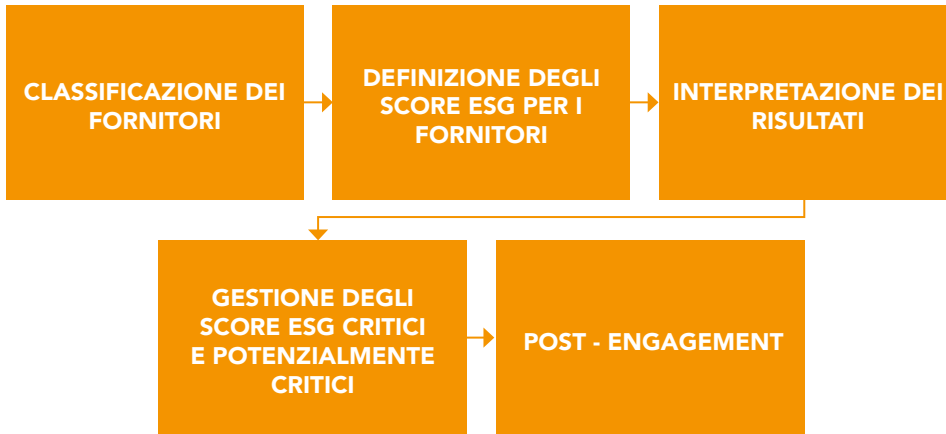 CLASSIFICAZIONE DEI
FORNITORI
DEFINIZIONE DEGLI
SCORE ESG PER I
FORNITORI
INTERPRETAZIONE DEI
RISULTATI
GESTIONE DEGLI
SCORE ESG CRITICI
E POTENZIALMENTE
CRITICI
POST - ENGAGEMENT